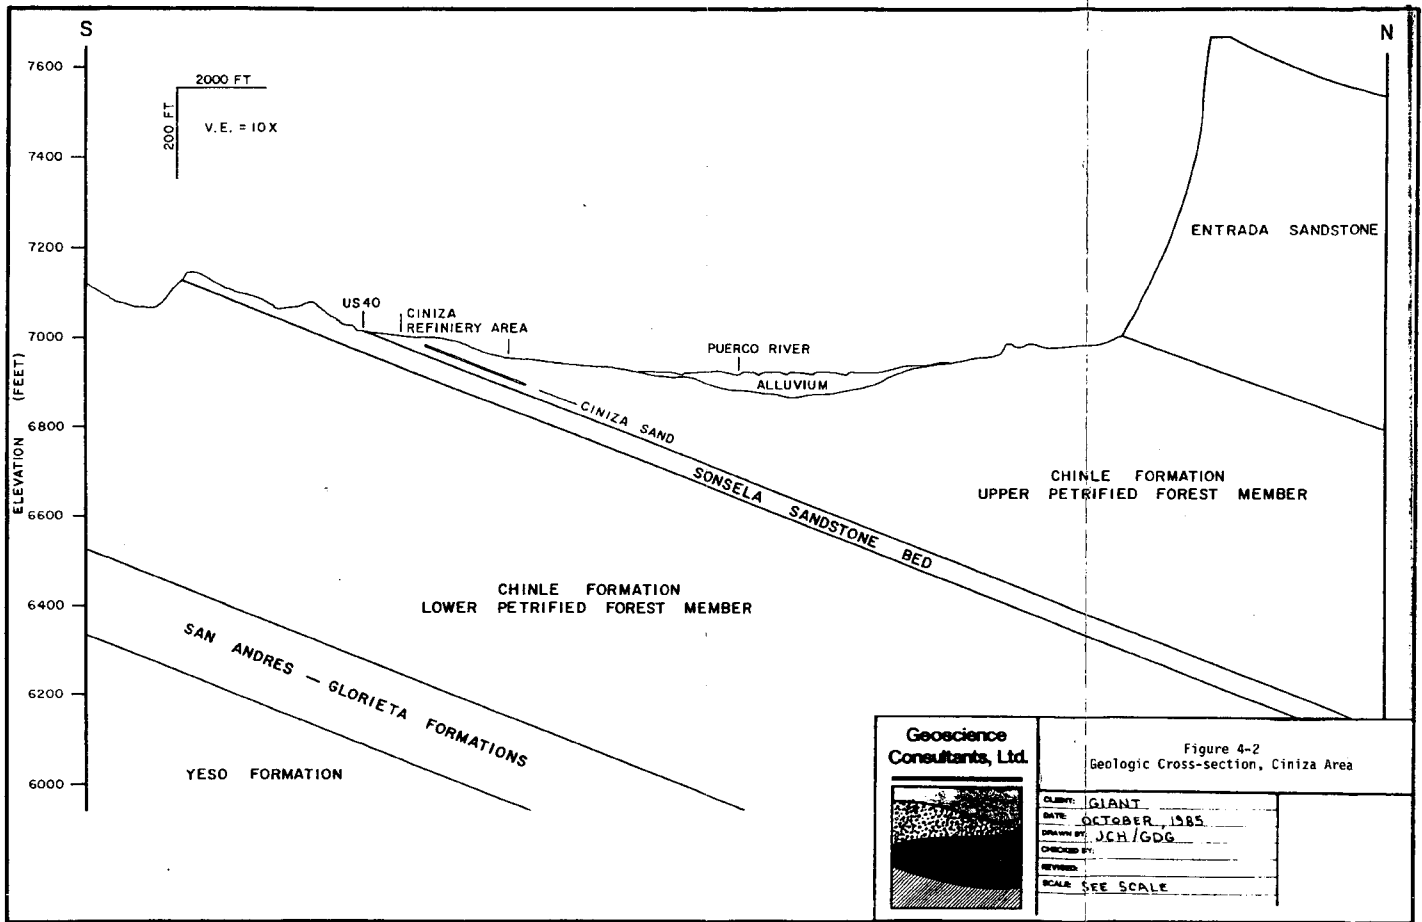 S
N
2000 FT
200 FT
V.E. = 10X
7600
7400
7200
7000
6800
6600
6400
6200
6000
ELEVATION (FEET)
US40
CINIZA
REFINIERY AREA
PUERCO RIVER
ALLUVIUM
ENTRADA SANDSTONE
CINIZA SAND
SONSELA SANDSTONE BED
CHINLE FORMATION
UPPER PETRIFIED FOREST MEMBER
CHINLE FORMATION
LOWER PETRIFIED FOREST MEMBER
SAN ANDRES – GLORIETA FORMATIONS
YESO FORMATION
Geoscience
Consultants, Ltd.
Figure 4-2
Geologic Cross-section, Ciniza Area
CLIENT: GIANT
DATE: OCTOBER, 1985
DRAWN BY: JCH/GDG
CHECKED BY:
REVISED:
SCALE: SEE SCALE